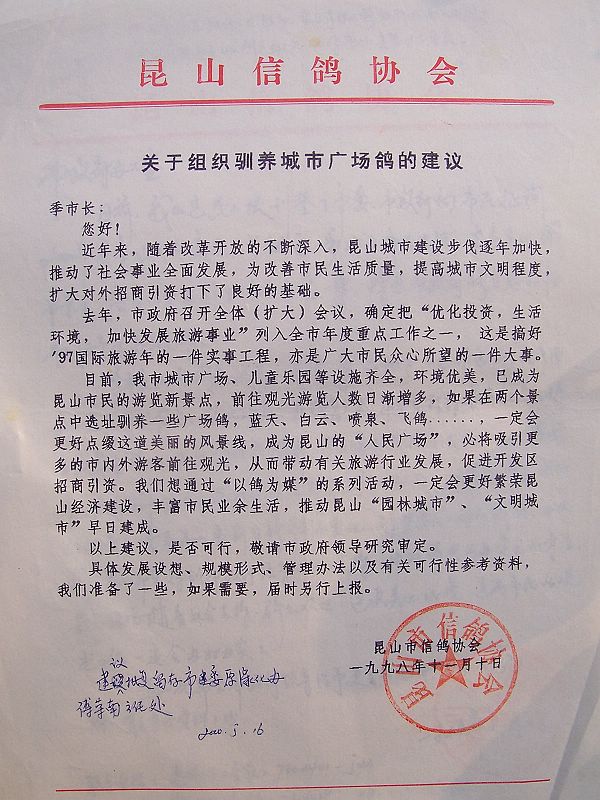 昆山信鸽协会
关于组织驯养城市广场鸽的建议
季市长：
您好！
近年来，随着改革开放的不断深入，昆山城市建设步伐逐年加快，
推动了社会事业全面发展，为改善市民生活质量，提高城市文明程度，
扩大对外招商引资打下了良好的基础。
去年，市政府召开全体（扩大）会议，确定把“优化投资，生活
环境， 加快发展旅游事业”列入全市年度重点工作之一， 这是搞好
'97国际旅游年的一件实事工程，亦是广大市民众心所望的一件大事。
目前，我市城市广场、儿童乐园等设施齐全，环境优美，已成为
昆山市民的游览新景点，前往观光游览人数日渐增多，如果在两个景
点中选址驯养一些广场鸽，蓝天、白云、喷泉、飞鸽……，一定会
更好点缀这道美丽的风景线，成为昆山的“人民广场”，必将吸引更
多的市内外游客前往观光，从而带动有关旅游行业发展，促进开发区
招商引资。我们想通过“以鸽为媒”的系列活动，一定会更好繁荣昆
山经济建设，丰富市民业余生活，推动昆山“园林城市”、“文明城
市”早日建成。
以上建议，是否可行，敬请市政府领导研究审定。
具体发展设想、规模形式、管理办法以及有关可行性参考资料，
我们准备了一些，如果需要，届时另行上报。
昆山市信鸽协会
一九九八年十一月十日
昆山市信鸽协会
议
存市建委园绿化办
主任处